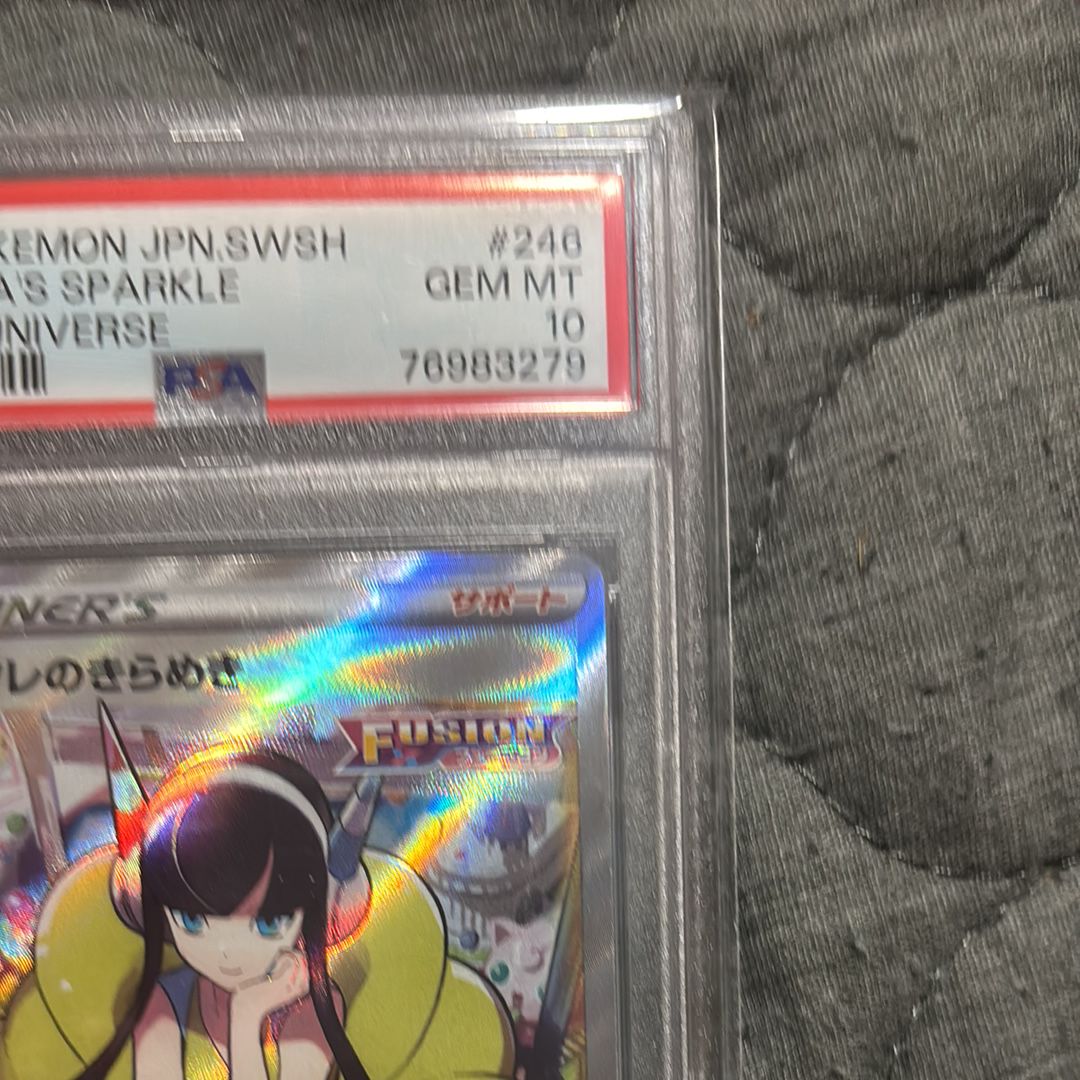 KEMON JPN.SWSH #246
A'S SPARKLE GEM MT
UNIVERSE 10
76983279
PSA
NER'S サポート
レのきらめき
FUSION